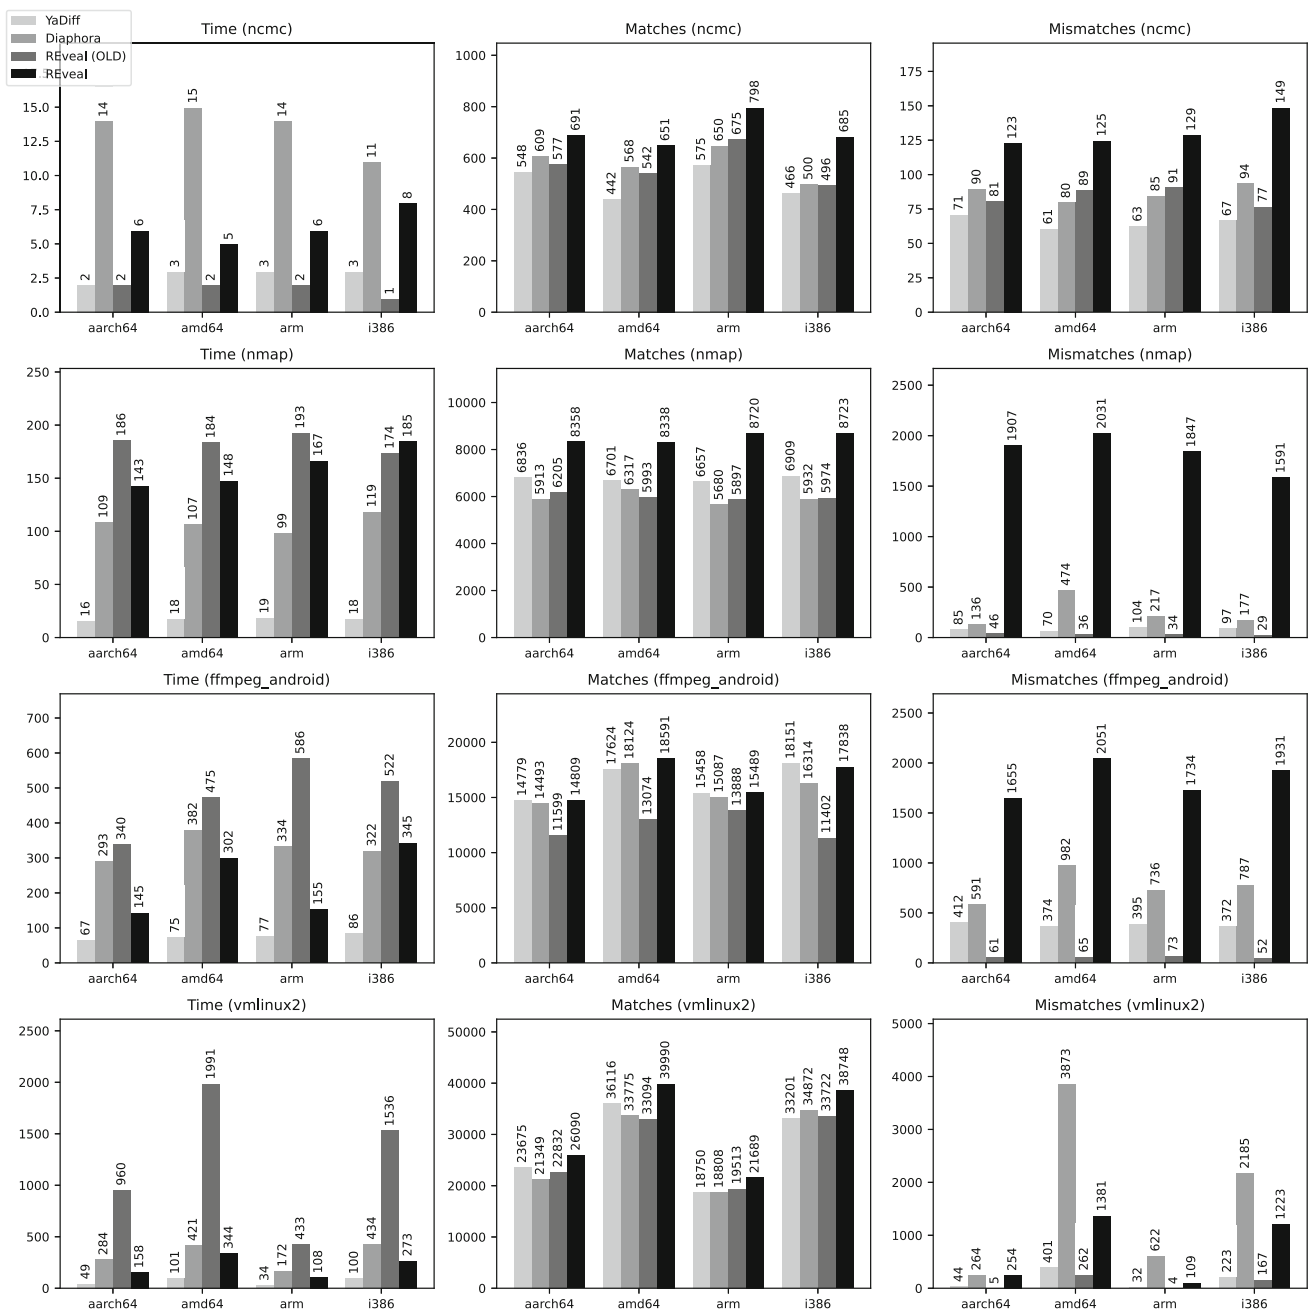 YaDiff
Diaphora
REveal (OLD)
REveal
Time (ncmc)
15.0
12.5
10.0
7.5
5.0
2.5
0.0
2 14 2 6
3 15 2 5
3 14 2 6
3 11 1 8
aarch64 amd64 arm i386
Matches (ncmc)
1000
800
600
400
200
0
548 609 577 691
442 568 542 651
575 650 675 798
466 500 496 685
aarch64 amd64 arm i386
Mismatches (ncmc)
175
150
125
100
75
50
25
0
71 90 81 123
61 80 89 125
63 85 91 129
67 94 77 149
aarch64 amd64 arm i386
Time (nmap)
250
200
150
100
50
0
16 109 186 143
18 107 184 148
19 99 193 167
18 119 174 185
aarch64 amd64 arm i386
Matches (nmap)
10000
8000
6000
4000
2000
0
6836 5913 6205 8358
6701 6317 5993 8338
6657 5680 5897 8720
6909 5932 5974 8723
aarch64 amd64 arm i386
Mismatches (nmap)
2500
2000
1500
1000
500
0
85 136 46 1907
70 474 36 2031
104 217 34 1847
97 177 29 1591
aarch64 amd64 arm i386
Time (ffmpeg_android)
700
600
500
400
300
200
100
0
67 293 340 145
75 382 475 302
77 334 586 155
86 322 522 345
aarch64 amd64 arm i386
Matches (ffmpeg_android)
20000
15000
10000
5000
0
14779 14493 11599 14809
17624 18124 13074 18591
15458 15087 13888 15489
18151 16314 11402 17838
aarch64 amd64 arm i386
Mismatches (ffmpeg_android)
2500
2000
1500
1000
500
0
412 591 61 1655
374 982 65 2051
395 736 73 1734
372 787 52 1931
aarch64 amd64 arm i386
Time (vmlinux2)
2500
2000
1500
1000
500
0
49 284 960 158
101 421 1991 344
34 172 433 108
100 434 1536 273
aarch64 amd64 arm i386
Matches (vmlinux2)
50000
40000
30000
20000
10000
0
23675 21349 22832 26090
36116 33775 33094 39990
18750 18808 19513 21689
33201 34872 33722 38748
aarch64 amd64 arm i386
Mismatches (vmlinux2)
5000
4000
3000
2000
1000
0
44 264 5 254
401 3873 262 1381
32 622 4 109
223 2185 167 1223
aarch64 amd64 arm i386